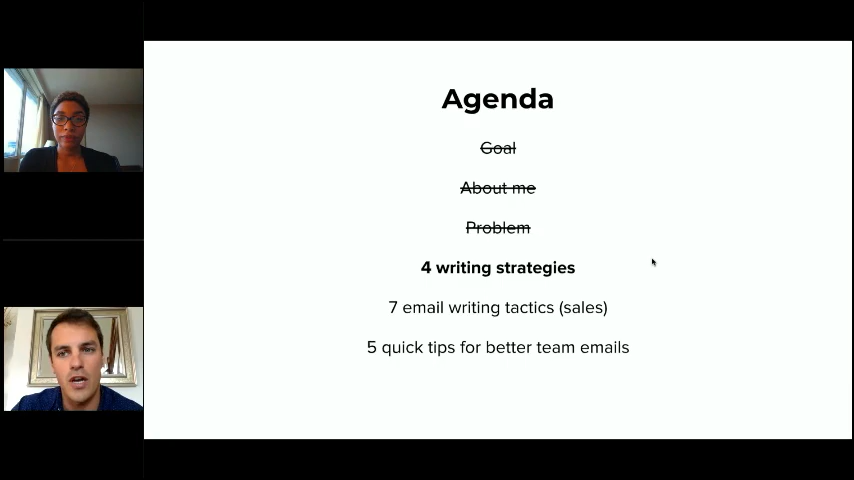 Agenda
Goal
About me
Problem
4 writing strategies
7 email writing tactics (sales)
5 quick tips for better team emails